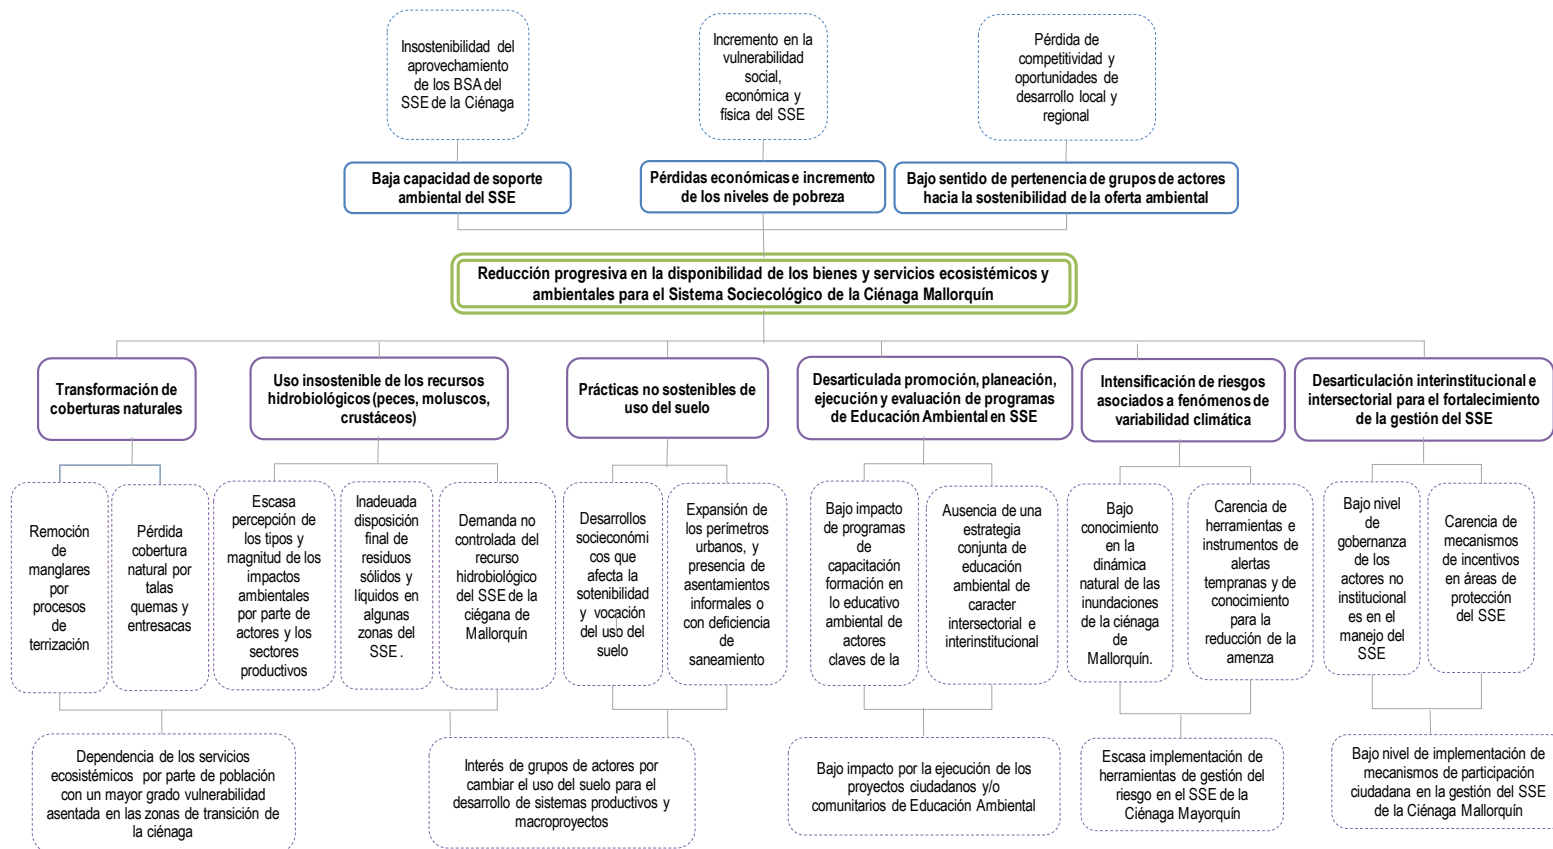 Insostenibilidad del
aprovechamiento
de los BSA del
SSE de la Ciénaga
Incremento en la
vulnerabilidad
social,
económica y
física del SSE
Pérdida de
competitividad y
oportunidades de
desarrollo local y
regional
Baja capacidad de soporte
ambiental del SSE
Pérdidas económicas e incremento
de los niveles de pobreza
Bajo sentido de pertenencia de grupos de actores
hacia la sostenibilidad de la oferta ambiental
Reducción progresiva en la disponibilidad de los bienes y servicios ecosistémicos y
ambientales para el Sistema Sociecológico de la Ciénaga Mallorquín
Transformación de
coberturas naturales
Uso insostenible de los recursos
hidrobiológicos (peces, moluscos,
crustáceos)
Prácticas no sostenibles de
uso del suelo
Desarticulada promoción, planeación,
ejecución y evaluación de programas
de Educación Ambiental en SSE
Intensificación de riesgos
asociados a fenómenos de
variabilidad climática
Desarticulación interinstitucional e
intersectorial para el fortalecimiento
de la gestión del SSE
Remoción
de
manglares
por
procesos
de
terrización
Pérdida
cobertura
natural por
talas
quemas y
entresacas
Escasa
percepción de
los tipos y
magnitud de los
impactos
ambientales
por parte de
actores y los
sectores
productivos
Inadeuada
disposición
final de
residuos
sólidos y
líquidos en
algunas
zonas del
SSE .
Demanda no
controlada del
recurso
hidrobiológico
del SSE de la
ciégana de
Mallorquín
Desarrollos
socieconómi
cos que
afecta la
sotenibilidad
y vocación
del uso del
suelo
Expansión de
los perímetros
urbanos, y
presencia de
asentamientos
informales o
con deficiencia
de
saneamiento
Bajo impacto
de programas
de
capacitación
formación en
lo educativo
ambiental de
actores
claves de la
Ausencia de una
estrategia
conjunta de
educación
ambiental de
caracter
intersectorial e
interinstitucional
Bajo
conocimiento
en la
dinámica
natural de las
inundaciones
de la ciénaga
de
Mallorquín.
Carencia de
herramientas e
instrumentos de
alertas
tempranas y de
conocimiento
para la
reducción de la
amenza
Bajo nivel
de
gobernanza
de los
actores no
institucional
es en el
manejo del
SSE
Carencia de
mecanismos
de incentivos
en áreas de
protección
del SSE
Dependencia de los servicios
ecosistémicos por parte de población
con un mayor grado vulnerabilidad
asentada en las zonas de transición de
la ciénaga
Interés de grupos de actores por
cambiar el uso del suelo para el
desarrollo de sistemas productivos y
macroproyectos
Bajo impacto por la ejecución de los
proyectos ciudadanos y/o
comunitarios de Educación Ambiental
Escasa implementación de
herramientas de gestión del
riesgo en el SSE de la
Ciénaga Mayorquín
Bajo nivel de implementación de
mecanismos de participación
ciudadana en la gestión del SSE
de la Ciénaga Mallorquín